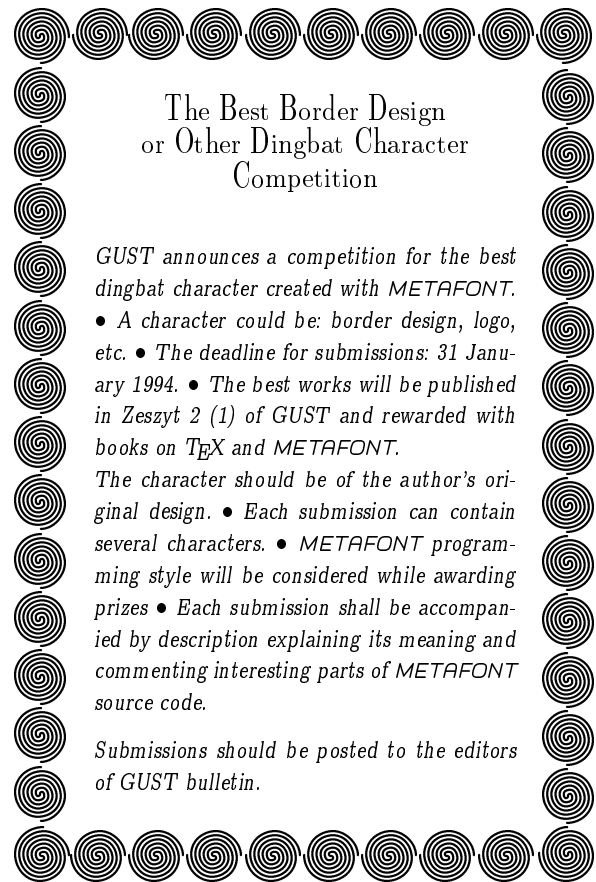 The Best Border Design
or Other Dingbat Character
Competition
GUST announces a competition for the best
dingbat character created with METAFONT.
• A character could be: border design, logo,
etc. • The deadline for submissions: 31 Janu-
ary 1994. • The best works will be published
in Zeszyt 2 (1) of GUST and rewarded with
books on TEX and METAFONT.
The character should be of the author's ori-
ginal design. • Each submission can contain
several characters. • METAFONT program-
ming style will be considered while awarding
prizes • Each submission shall be accompan-
ied by description explaining its meaning and
commenting interesting parts of METAFONT
source code.
Submissions should be posted to the editors
of GUST bulletin.